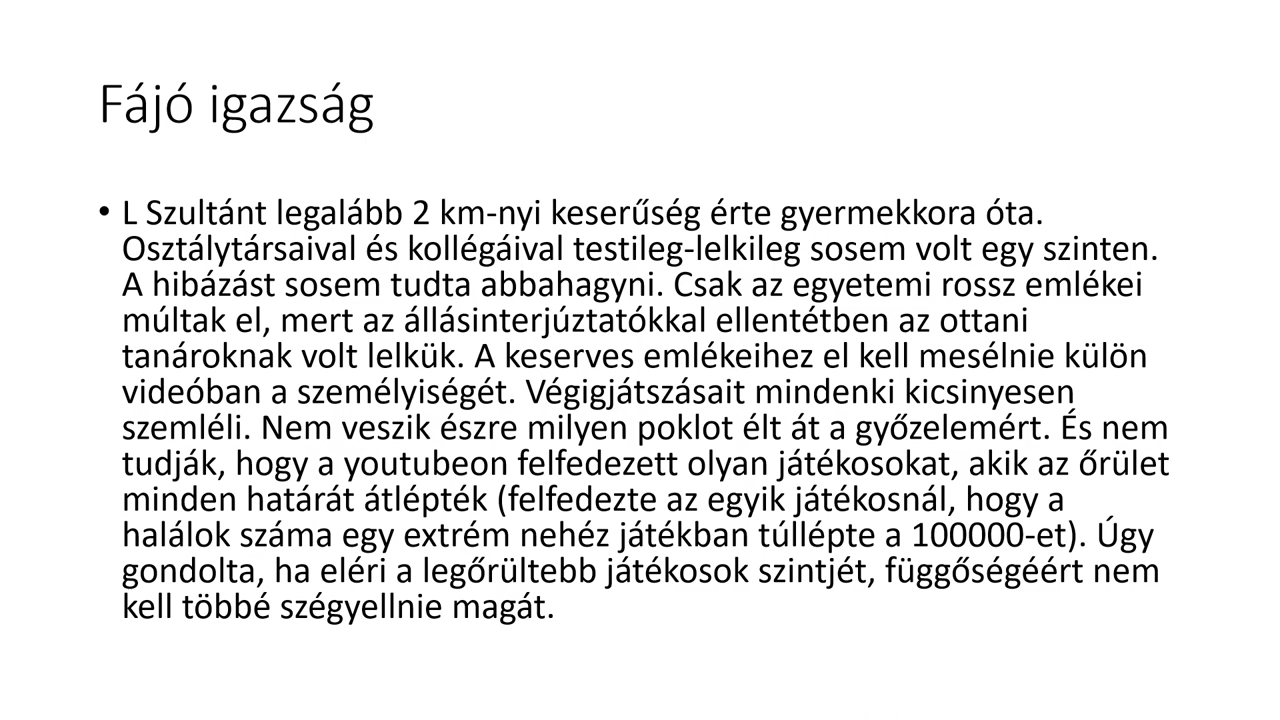 Fájó igazság
• L Szultánt legalább 2 km-nyi keserűség érte gyermekkora óta.
Osztálytársaival és kollégáival testileg-lelkileg sosem volt egy szinten.
A hibázást sosem tudta abbahagyni. Csak az egyetemi rossz emlékei
múltak el, mert az állásinterjúztatókkal ellentétben az ottani
tanároknak volt lelkük. A keserves emlékeihez el kell mesélnie külön
videóban a személyiségét. Végigjátszásait mindenki kicsinyesen
szemléli. Nem veszik észre milyen poklot élt át a győzelemért. És nem
tudják, hogy a youtubeon felfedezett olyan játékosokat, akik az őrület
minden határát átlépték (felfedezte az egyik játékosnál, hogy a
halálok száma egy extrém nehéz játékban túllépte a 100000-et). Úgy
gondolta, ha eléri a legőrültebb játékosok szintjét, függőségéért nem
kell többé szégyellnie magát.